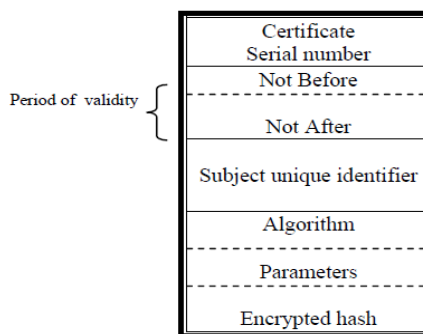 Certificate
Serial number
Not Before
Period of validity
Not After
Subject unique identifier
Algorithm
Parameters
Encrypted hash